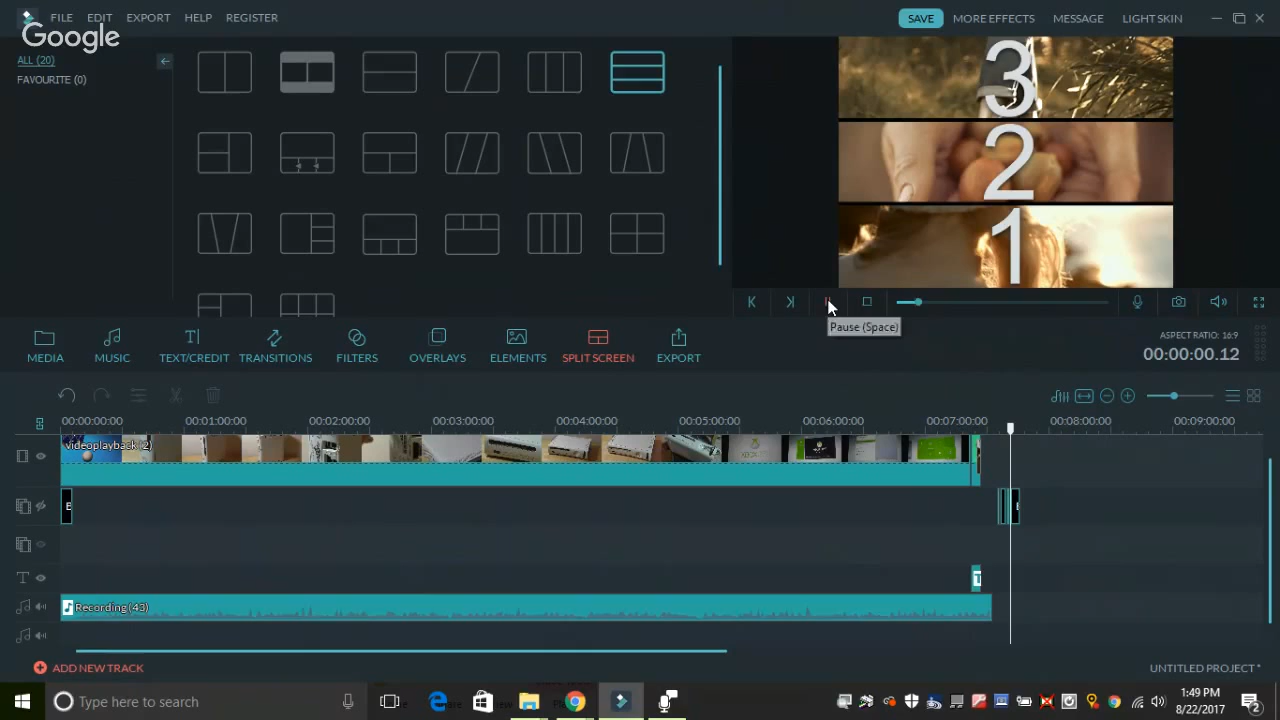 FILE EDIT EXPORT HELP REGISTER
SAVE MORE EFFECTS MESSAGE LIGHT SKIN
Google
ALL (20)
FAVOURITE (0)
3
2
1
Pause (Space)
MEDIA MUSIC TEXT/CREDIT TRANSITIONS FILTERS OVERLAYS ELEMENTS SPLIT SCREEN EXPORT
ASPECT RATIO: 16:9
00:00:00.12
00:00:00:00 00:01:00:00 00:02:00:00 00:03:00:00 00:04:00:00 00:05:00:00 00:06:00:00 00:07:00:00 00:08:00:00 00:09:00:00
videoplayback (2)
T
Recording (43)
ADD NEW TRACK
UNTITLED PROJECT *
Type here to search
1:49 PM
8/22/2017